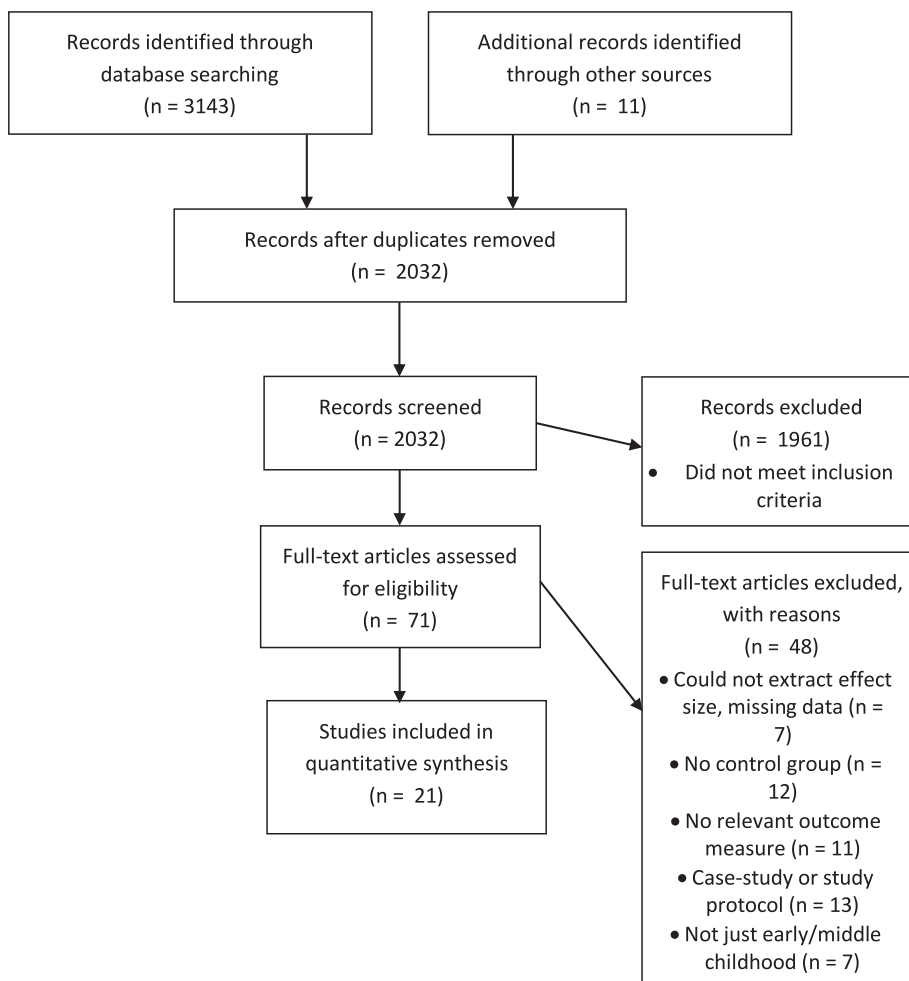 Records identified through
database searching
(n = 3143)
Additional records identified
through other sources
(n =  11)
Records after duplicates removed
(n =  2032)
Records screened
(n = 2032)
Records excluded
(n =  1961)
• Did not meet inclusion
criteria
Full-text articles assessed
for eligibility
(n =  71)
Full-text articles excluded,
with reasons
(n =  48)
• Could not extract effect
size, missing data (n =
7)
• No control group (n =
12)
• No relevant outcome
measure (n = 11)
• Case-study or study
protocol (n = 13)
• Not just early/middle
childhood (n = 7)
Studies included in
quantitative synthesis
(n =  21)